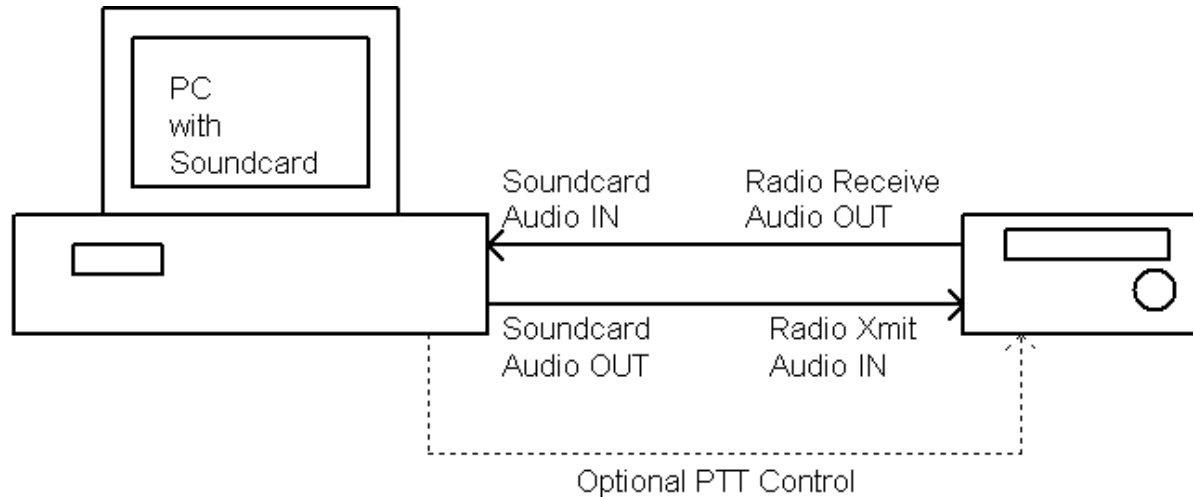 PC
with
Soundcard
Soundcard
Audio IN
Radio Receive
Audio OUT
Soundcard
Audio OUT
Radio Xmit
Audio IN
Optional PTT Control